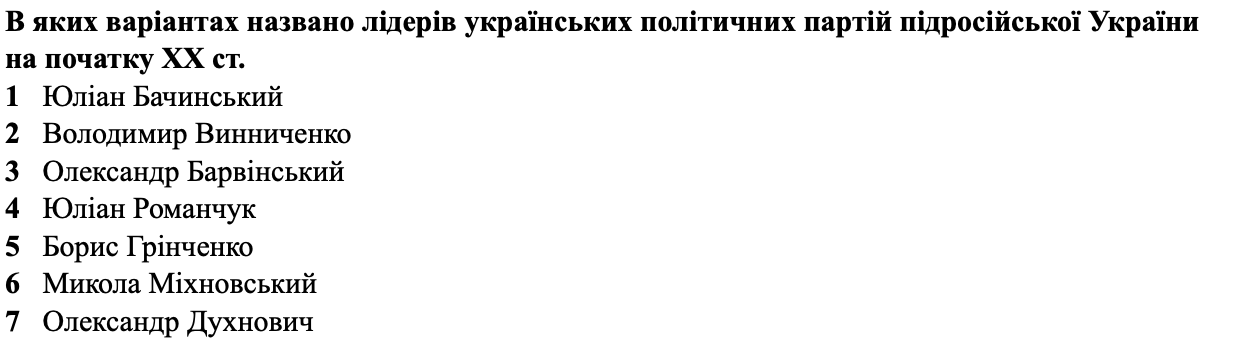 В яких варіантах названо лідерів українських політичних партій підросійської України
на початку ХХ ст.
1 Юліан Бачинський
2 Володимир Винниченко
3 Олександр Барвінський
4 Юліан Романчук
5 Борис Грінченко
6 Микола Міхновський
7 Олександр Духнович